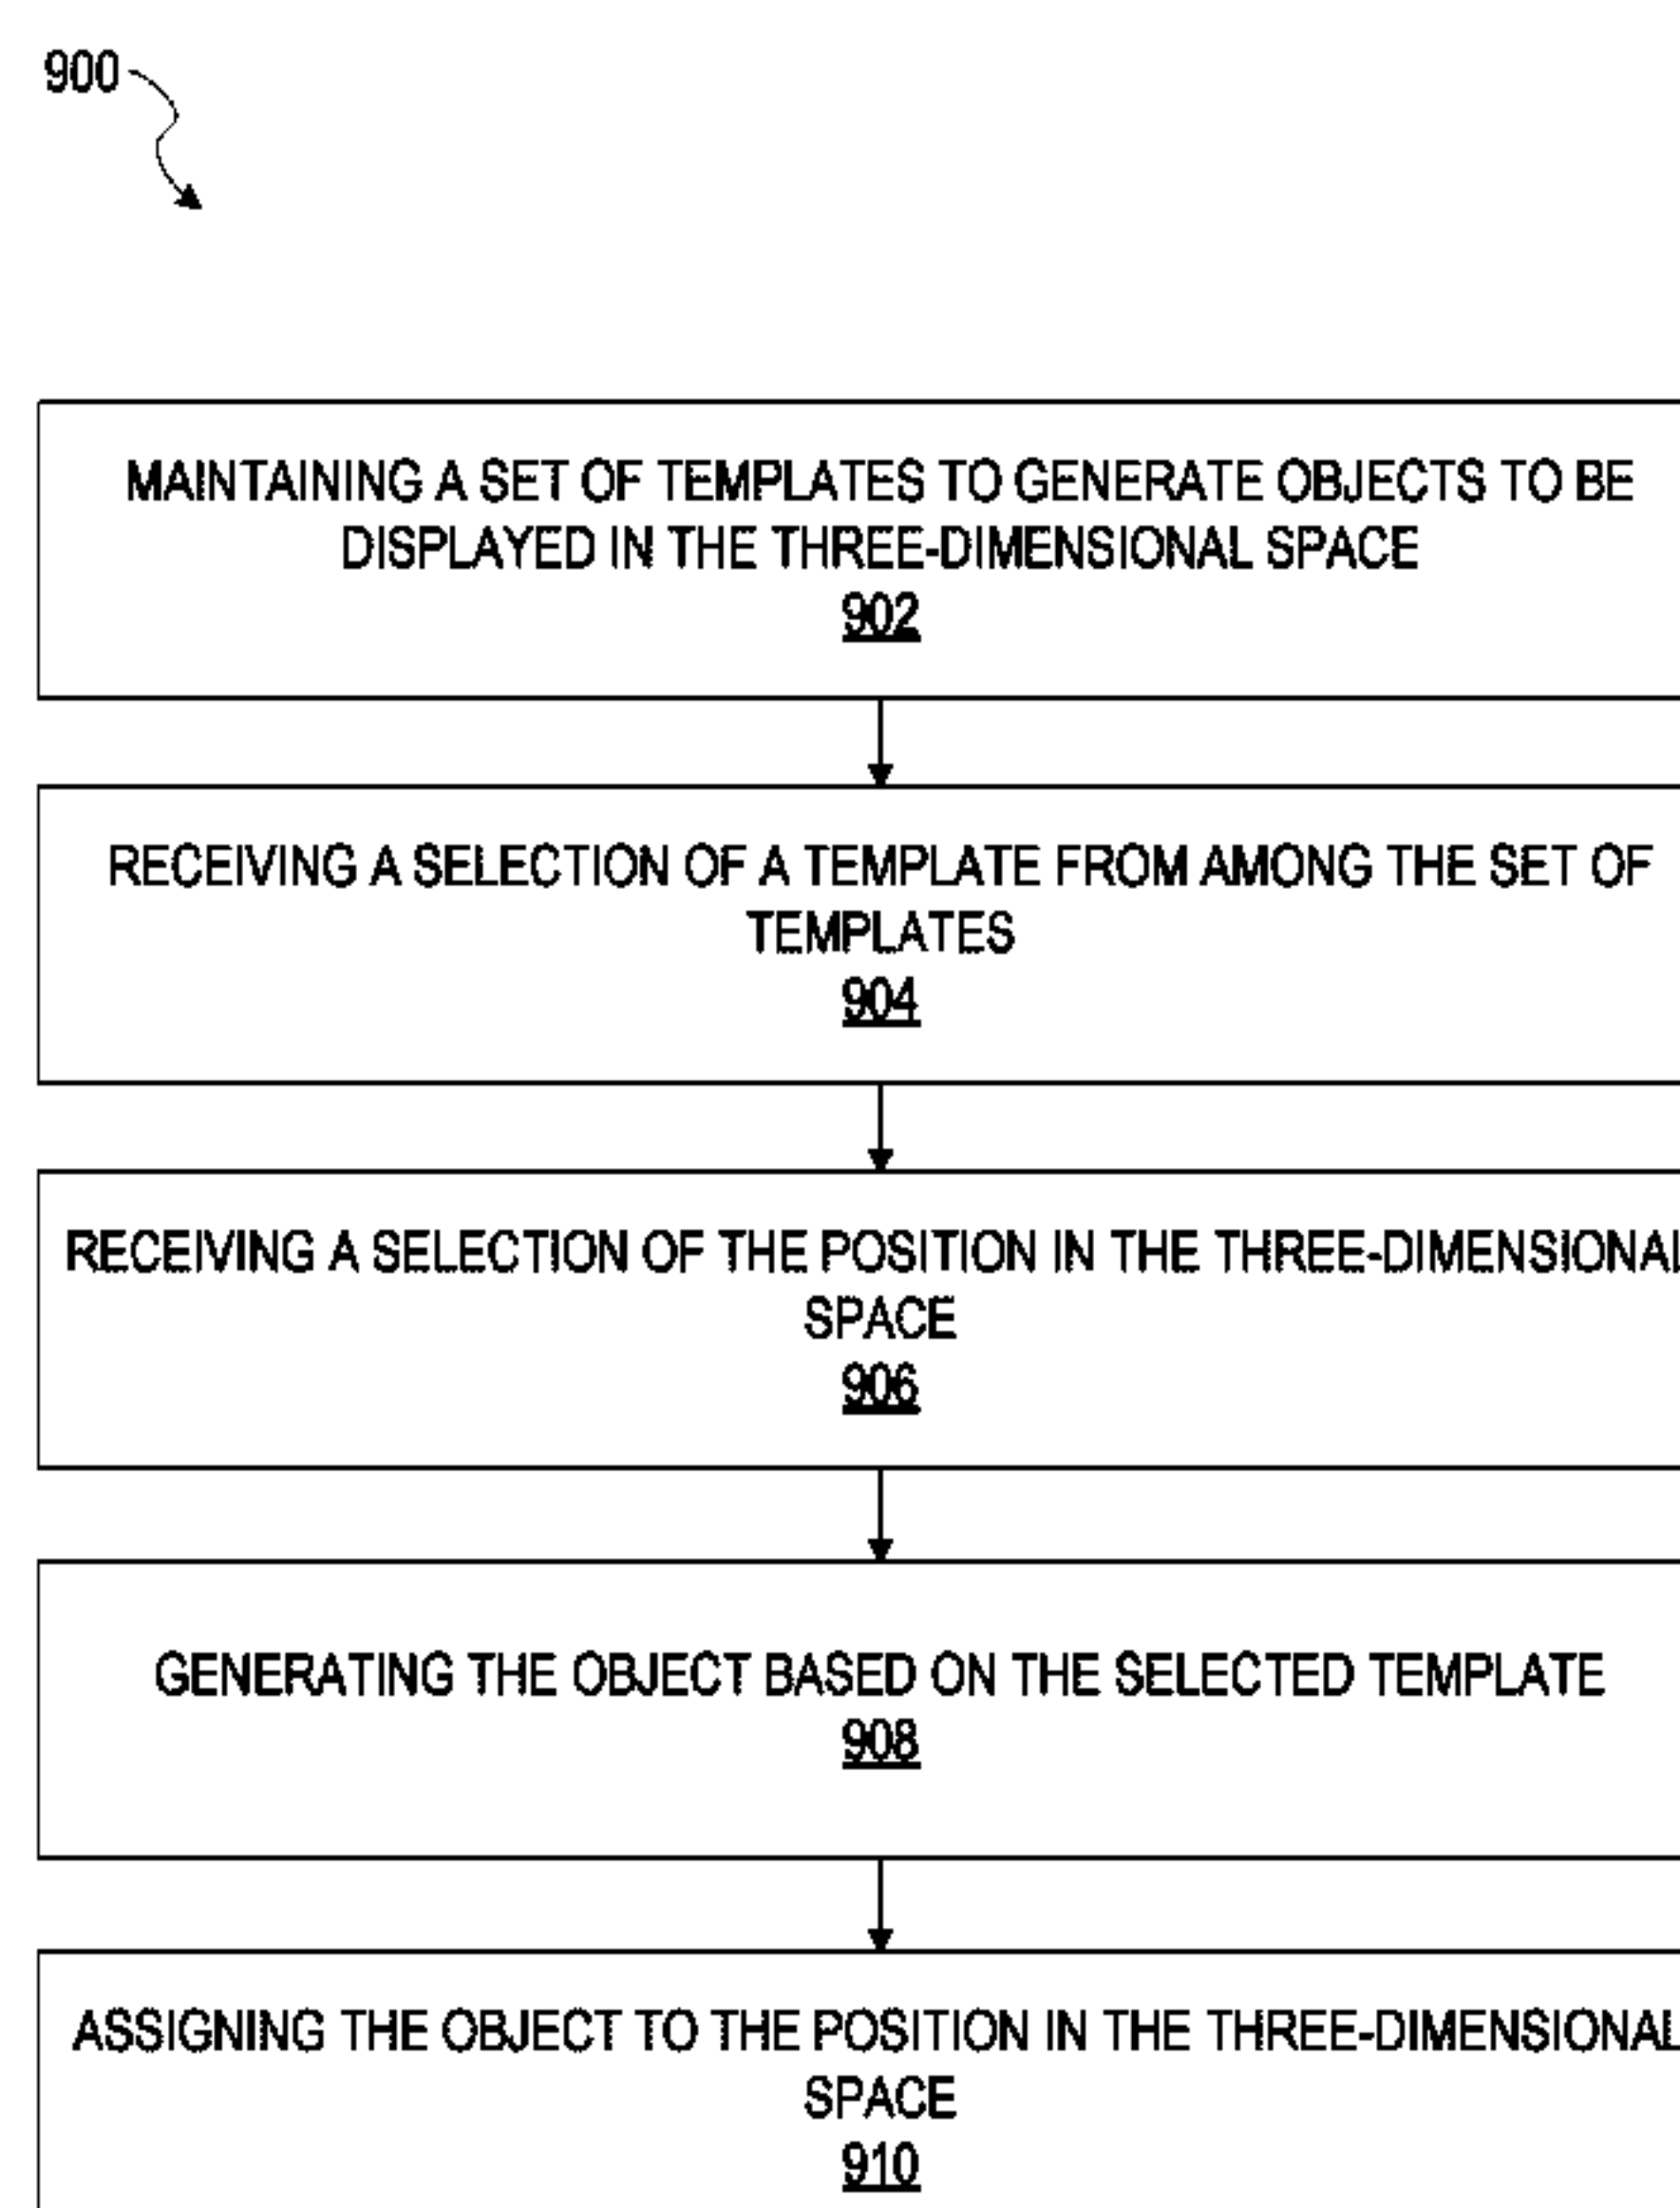 900
MAINTAINING A SET OF TEMPLATES TO GENERATE OBJECTS TO BE
DISPLAYED IN THE THREE-DIMENSIONAL SPACE
902
RECEIVING A SELECTION OF A TEMPLATE FROM AMONG THE SET OF
TEMPLATES
904
RECEIVING A SELECTION OF THE POSITION IN THE THREE-DIMENSIONAL
SPACE
906
GENERATING THE OBJECT BASED ON THE SELECTED TEMPLATE
908
ASSIGNING THE OBJECT TO THE POSITION IN THE THREE-DIMENSIONAL
SPACE
910